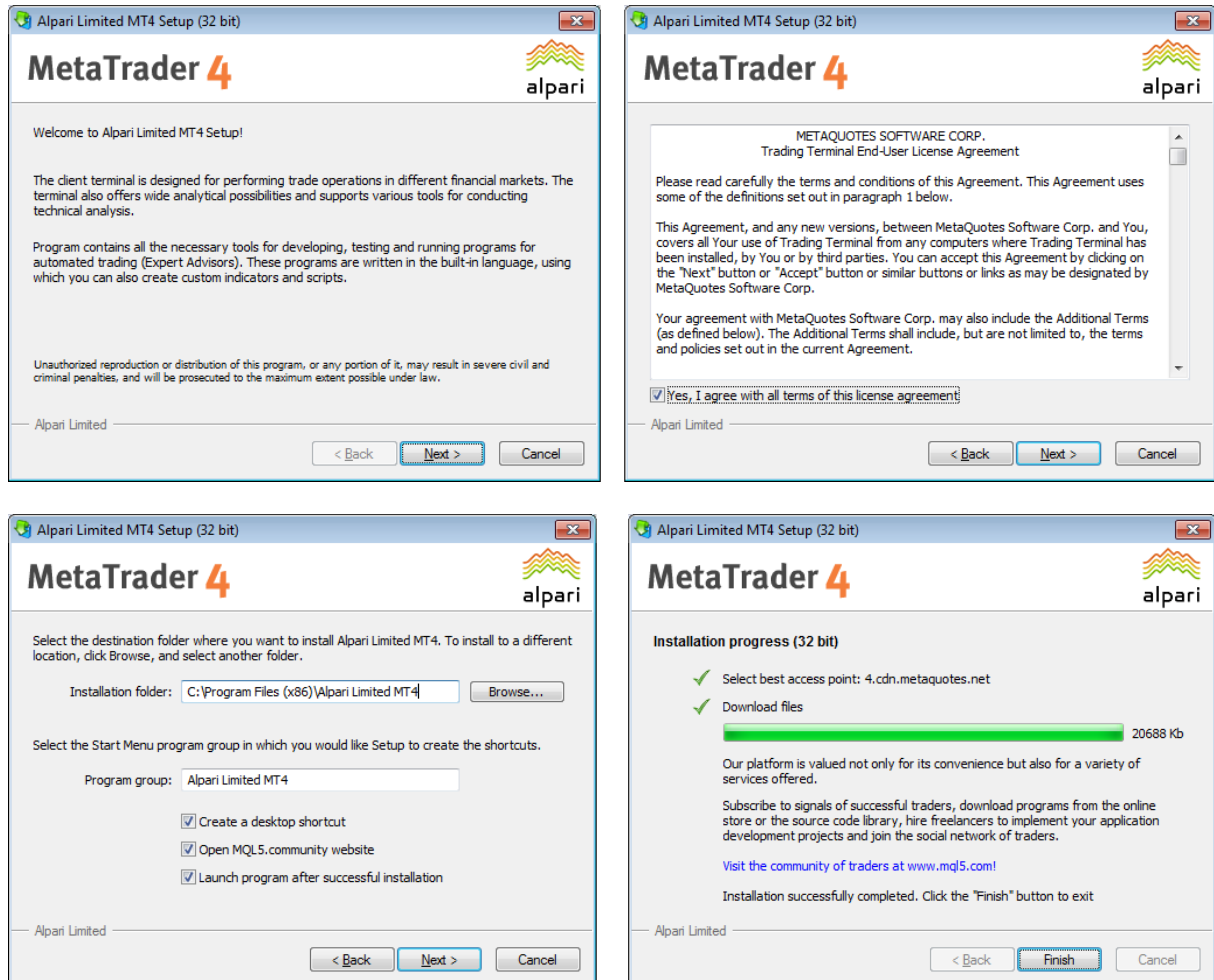 Alpari Limited MT4 Setup (32 bit)
MetaTrader 4
alpari
Welcome to Alpari Limited MT4 Setup!
The client terminal is designed for performing trade operations in different financial markets. The
terminal also offers wide analytical possibilities and supports various tools for conducting
technical analysis.
Program contains all the necessary tools for developing, testing and running programs for
automated trading (Expert Advisors). These programs are written in the built-in language, using
which you can also create custom indicators and scripts.
Unauthorized reproduction or distribution of this program, or any portion of it, may result in severe civil and
criminal penalties, and will be prosecuted to the maximum extent possible under law.
Alpari Limited
< Back Next > Cancel
Alpari Limited MT4 Setup (32 bit)
MetaTrader 4
alpari
METAQUOTES SOFTWARE CORP.
Trading Terminal End-User License Agreement
Please read carefully the terms and conditions of this Agreement. This Agreement uses
some of the definitions set out in paragraph 1 below.
This Agreement, and any new versions, between MetaQuotes Software Corp. and You,
covers all Your use of Trading Terminal from any computers where Trading Terminal has
been installed, by You or by third parties. You can accept this Agreement by clicking on
the "Next" button or "Accept" button or similar buttons or links as may be designated by
MetaQuotes Software Corp.
Your agreement with MetaQuotes Software Corp. may also include the Additional Terms
(as defined below). The Additional Terms shall include, but are not limited to, the terms
and policies set out in the current Agreement.
Yes, I agree with all terms of this license agreement
Alpari Limited
< Back Next > Cancel
Alpari Limited MT4 Setup (32 bit)
MetaTrader 4
alpari
Select the destination folder where you want to install Alpari Limited MT4. To install to a different
location, click Browse, and select another folder.
Installation folder: C:\Program Files (x86)\Alpari Limited MT4 Browse...
Select the Start Menu program group in which you would like Setup to create the shortcuts.
Program group: Alpari Limited MT4
Create a desktop shortcut
Open MQL5.community website
Launch program after successful installation
Alpari Limited
< Back Next > Cancel
Alpari Limited MT4 Setup (32 bit)
MetaTrader 4
alpari
Installation progress (32 bit)
Select best access point: 4.cdn.metaquotes.net
Download files
20688 Kb
Our platform is valued not only for its convenience but also for a variety of
services offered.
Subscribe to signals of successful traders, download programs from the online
store or the source code library, hire freelancers to implement your application
development projects and join the social network of traders.
Visit the community of traders at www.mql5.com!
Installation successfully completed. Click the "Finish" button to exit
Alpari Limited
< Back Finish Cancel